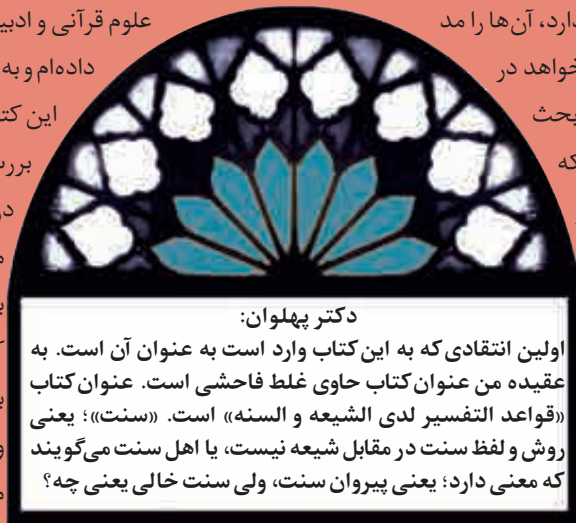 دارد، آن‌ها را مد
خواهد در
بحث
که
علوم قرآنی و ادبی
داده‌ام و به
این کت
بررس
در
دکتر پهلوان:
اولین انتقادی که به این کتاب وارد است به عنوان آن است. به
عقیده من عنوان کتاب حاوی غلط فاحشی است. عنوان کتاب
«قواعد التفسیر لدی الشیعه و السنه» است. «سنت»؛ یعنی
روش و لفظ سنت در مقابل شیعه نیست، یا اهل سنت می‌گویند
که معنی دارد؛ یعنی پیروان سنت، ولی سنت خالی یعنی چه؟